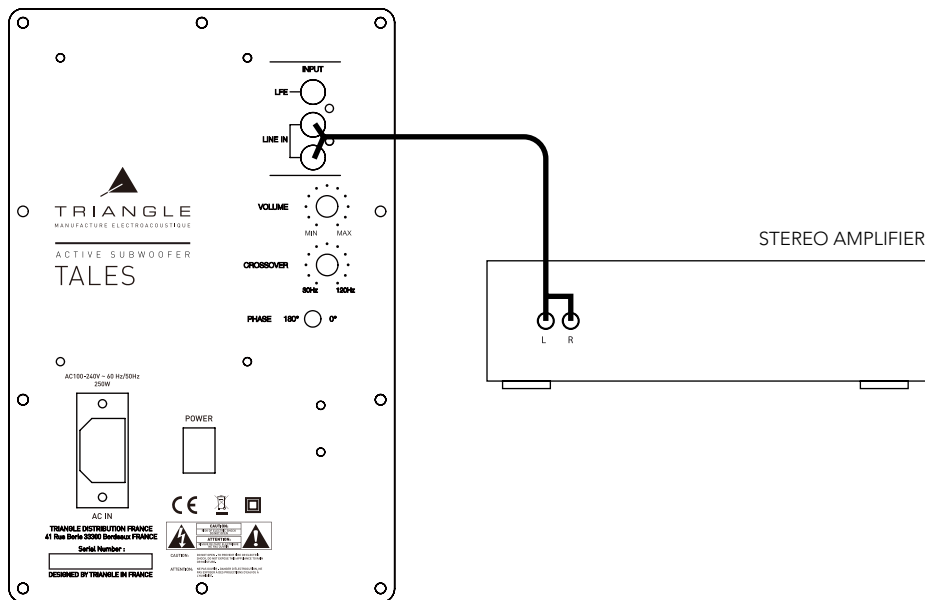 INPUT
LFE
LINE IN
VOLUME
MIN MAX
CROSSOVER
80Hz 120Hz
PHASE 180° 0°
TRIANGLE
MANUFACTURE ELECTROACOUSTIQUE
ACTIVE SUBWOOFER
TALES
STEREO AMPLIFIER
L R
AC100-240V ~ 60 Hz/50Hz
250W
POWER
AC IN
TRIANGLE DISTRIBUTION FRANCE
41 Rue Borie 33300 Bordeaux FRANCE
Serial Number :
DESIGNED BY TRIANGLE IN FRANCE
CE
CAUTION:
ATTENTION:
CAUTION:
ATTENTION: